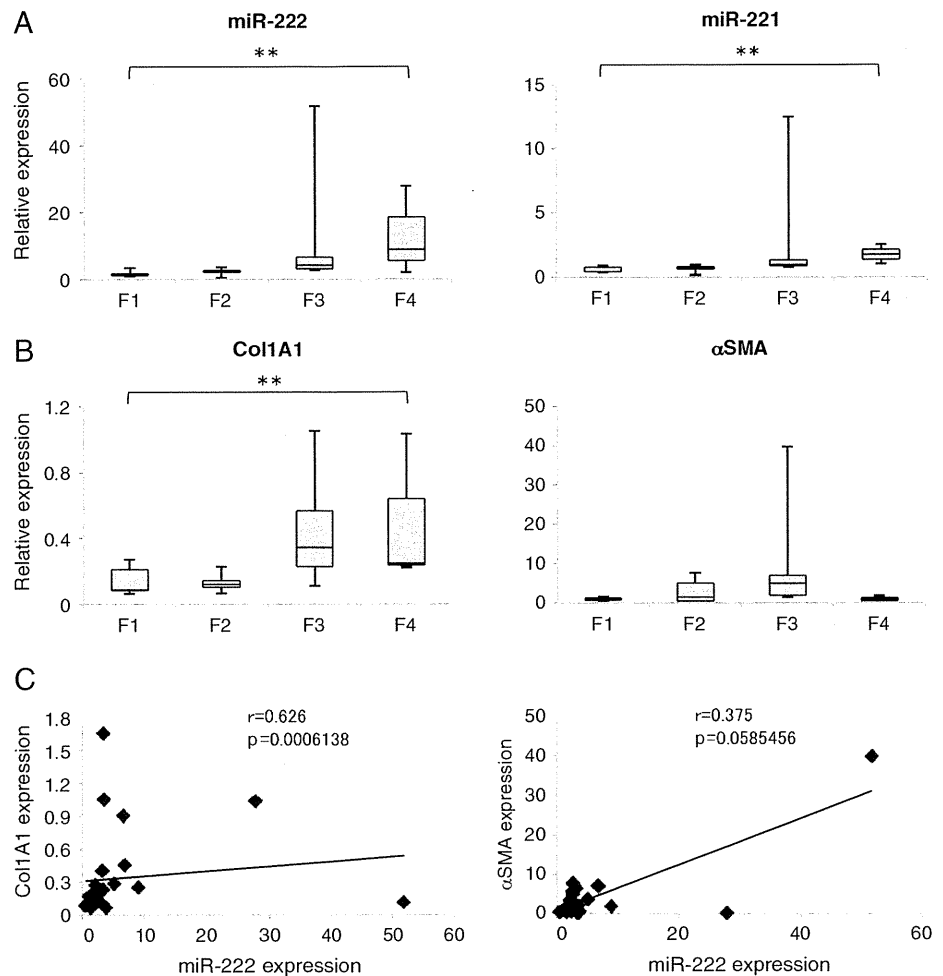 A
miR-222
miR-221
**
**
Relative expression
60
40
20
0
F1 F2 F3 F4
15
10
5
0
F1 F2 F3 F4
B
Col1A1
αSMA
**
Relative expression
1.2
0.8
0.4
0
F1 F2 F3 F4
50
40
30
20
10
0
F1 F2 F3 F4
C
r=0.626
p=0.0006138
Col1A1 expression
1.8
1.5
1.2
0.9
0.6
0.3
0
0 10 20 30 40 50 60
miR-222 expression
r=0.375
p=0.0585456
αSMA expression
50
40
30
20
10
0
0 20 40 60
miR-222 expression